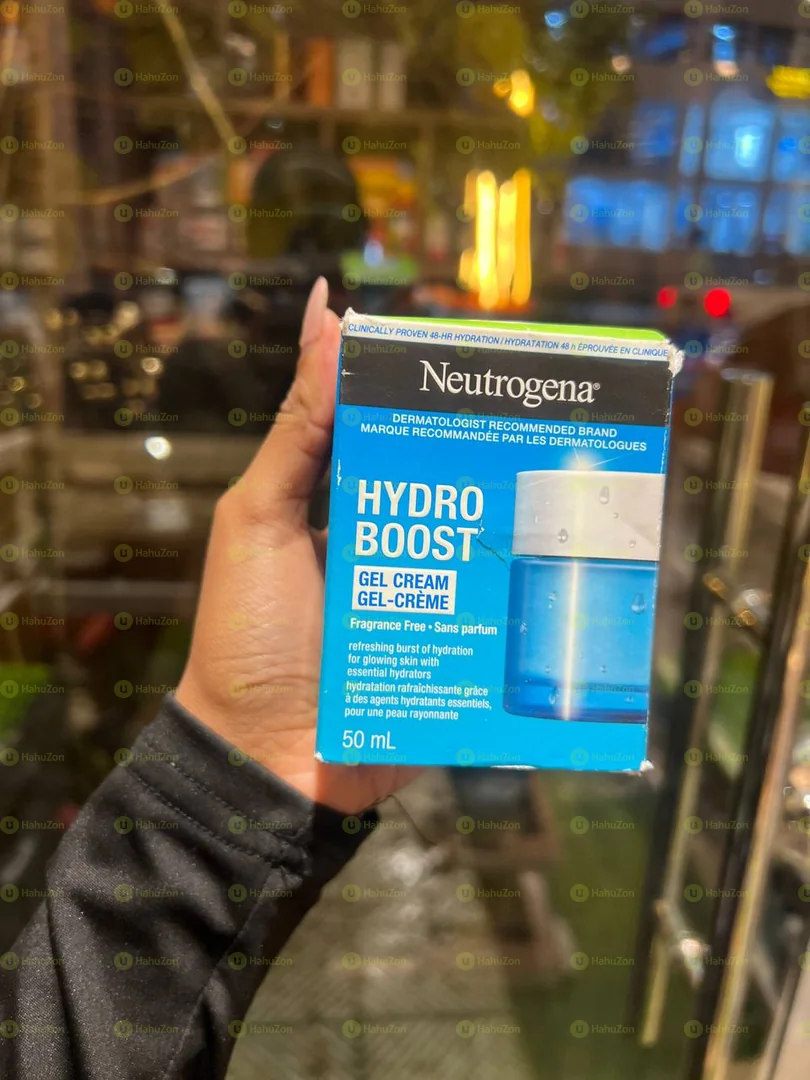 CLINICALLY PROVEN 48-HR HYDRATION / HYDRATATION 48 h ÉPROUVÉE EN CLINIQUE
Neutrogena®
DERMATOLOGIST RECOMMENDED BRAND
MARQUE RECOMMANDÉE PAR LES DERMATOLOGUES
HYDRO
BOOST
GEL CREAM
GEL-CRÈME
Fragrance Free • Sans parfum
refreshing burst of hydration
for glowing skin with
essential hydrators
hydratation rafraîchissante grâce
à des agents hydratants essentiels,
pour une peau rayonnante
50 mL
HahuZon